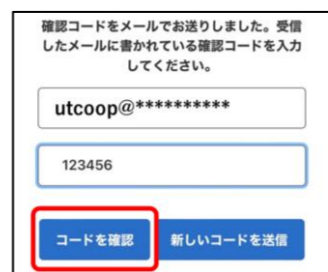 確認コードをメールでお送りしました。受信
したメールに書かれている確認コードを入力
してください。
utcoop@**********
123456
コードを確認
新しいコードを送信